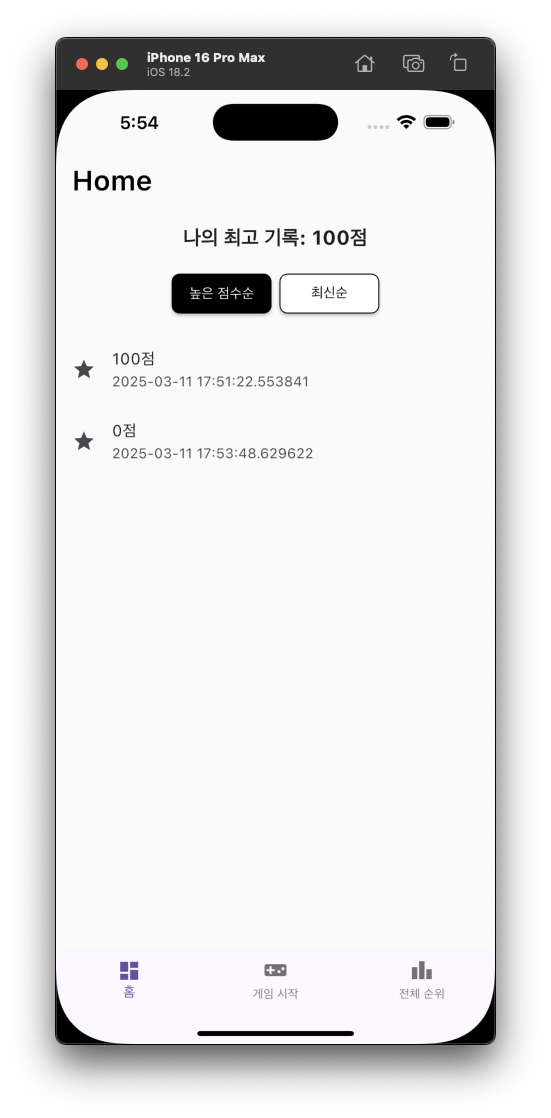 iPhone 16 Pro Max
iOS 18.2
5:54
Home
나의 최고 기록: 100점
높은 점수순
최신순
100점
2025-03-11 17:51:22.553841
0점
2025-03-11 17:53:48.629622
홈
게임 시작
전체 순위